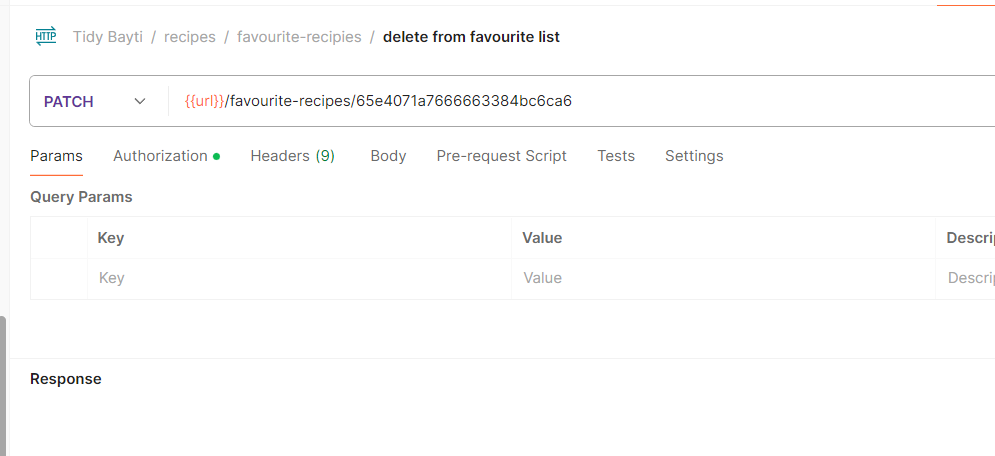 HTTP Tidy Bayti / recipes / favourite-recipies / delete from favourite list
PATCH {{url}}/favourite-recipes/65e4071a7666663384bc6ca6
Params Authorization Headers (9) Body Pre-request Script Tests Settings
Query Params
Key Value Descrip
Key Value Descrip
Response